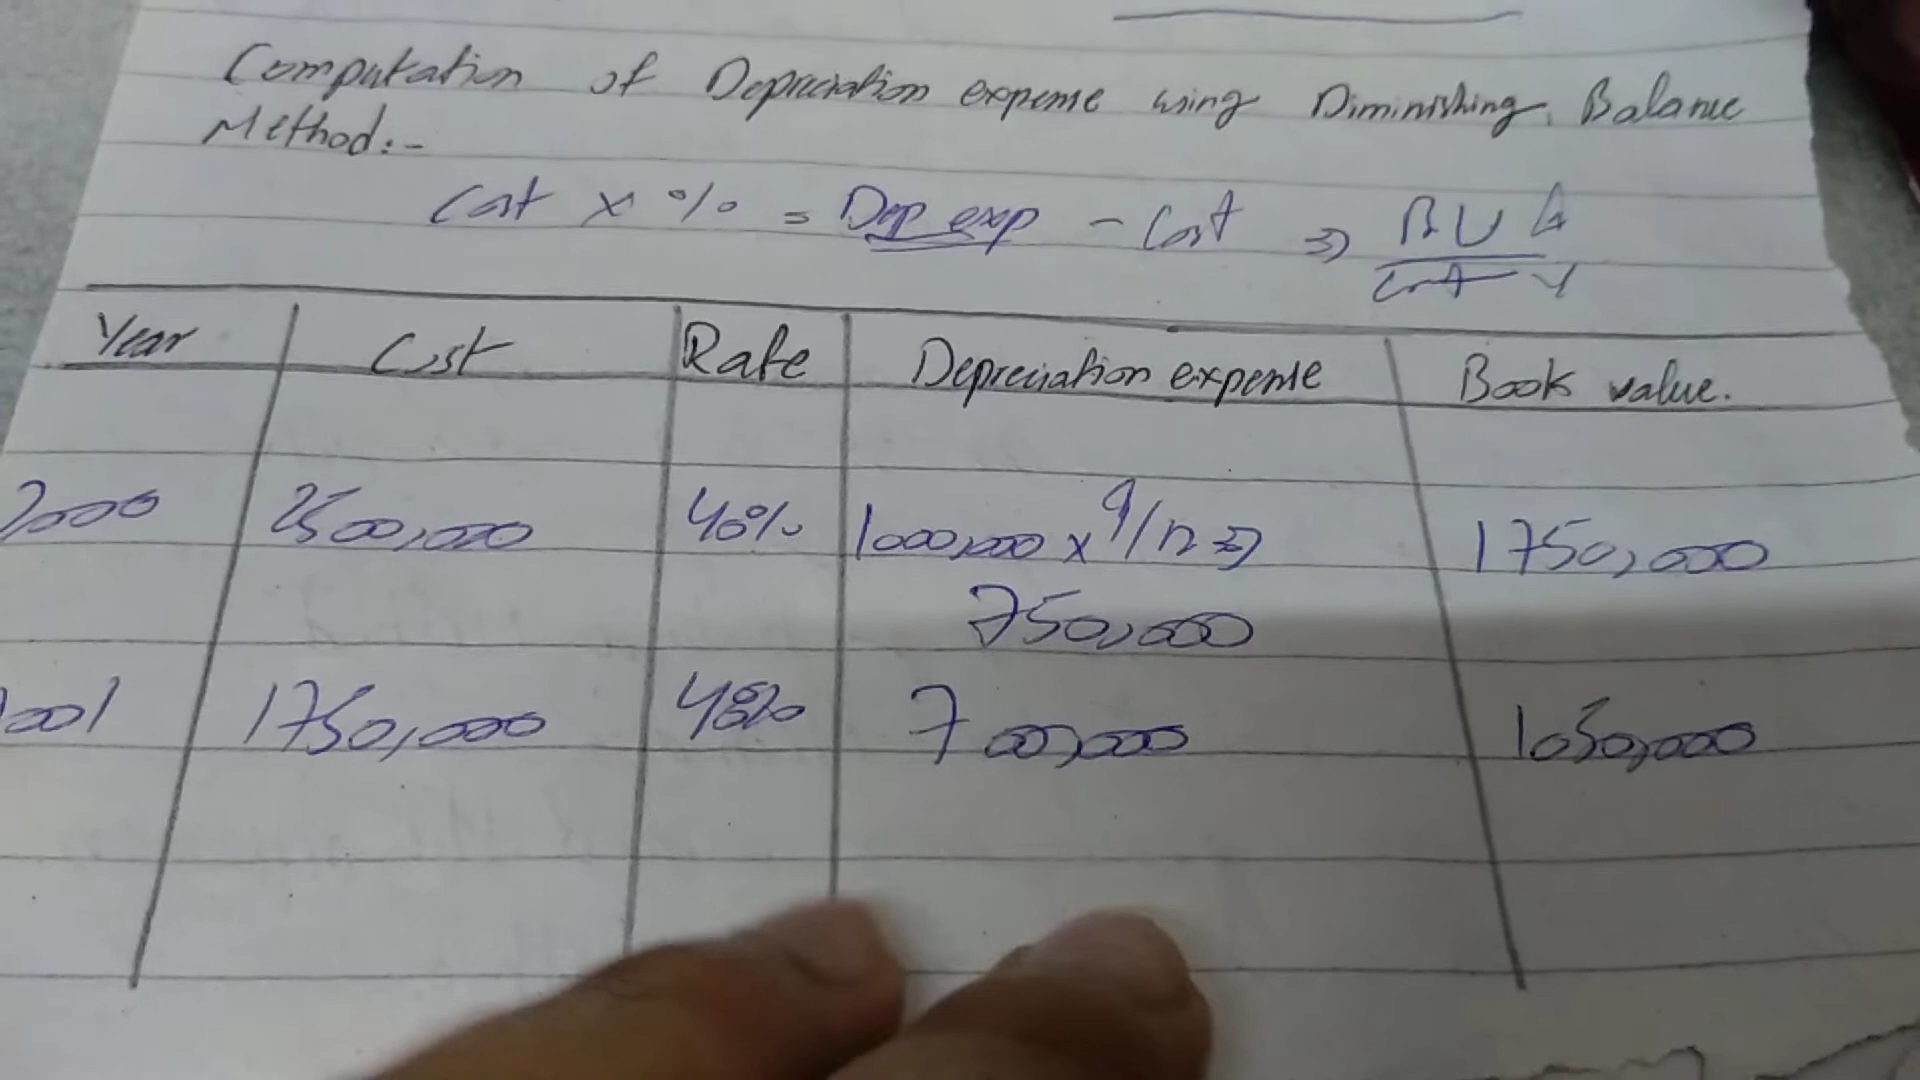 Computation of Depreciation expense using Diminishing Balance
Method:-
Cost x % = Dep exp - Cost ⇒ BV
Year Cost Rate Depreciation expense Book value.
2000 2500,000 40% 1000,000 x 9/12 ⇒ 1750,000
750,000
2001 1750,000 40% 700,000 1050,000